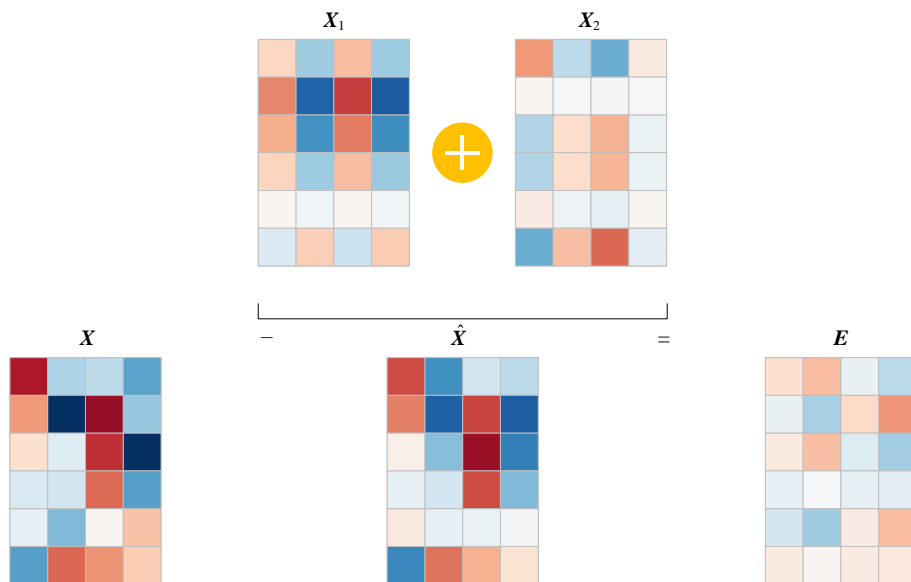 X₁ X₂
X − X̂ = E